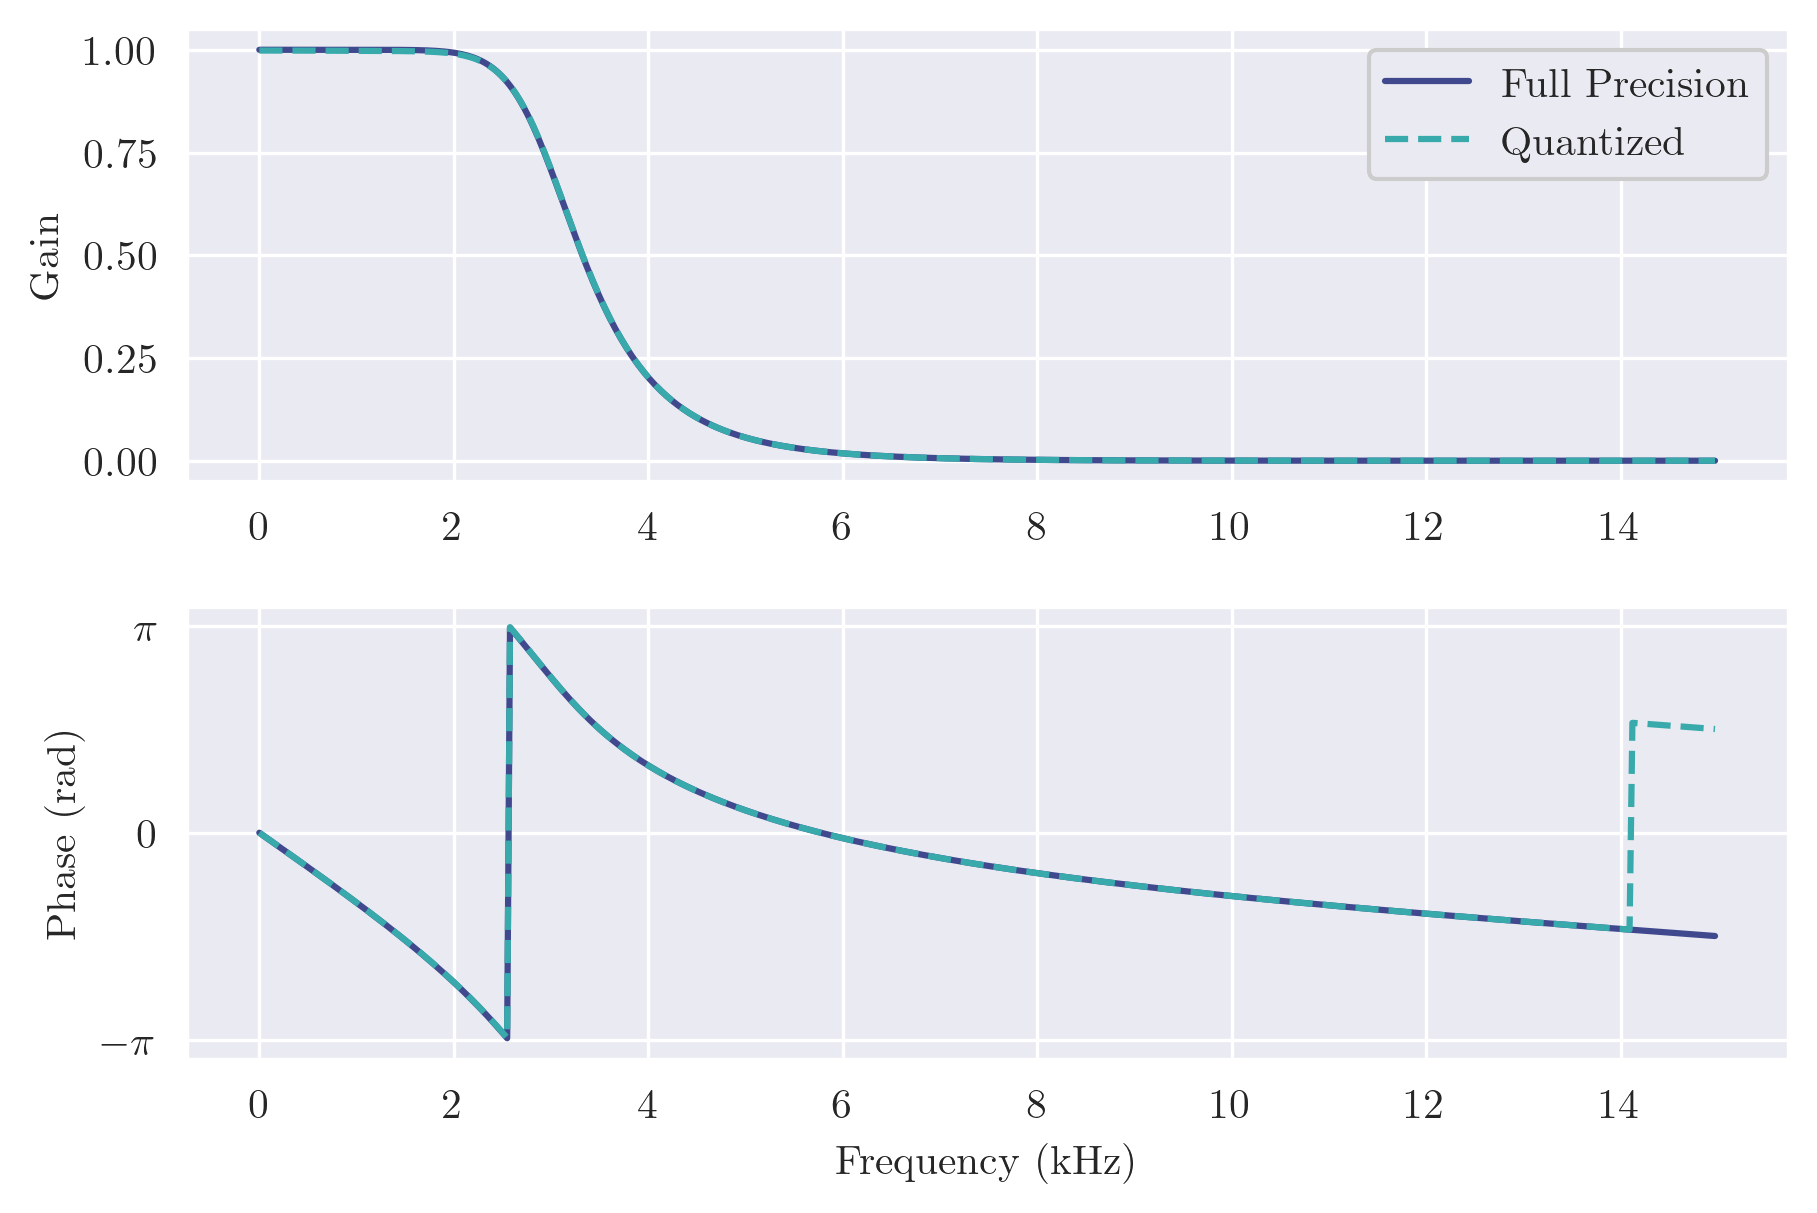 1.00
0.75
0.50
0.25
0.00
Gain
Full Precision
Quantized
0 2 4 6 8 10 12 14
π
0
−π
Phase (rad)
0 2 4 6 8 10 12 14
Frequency (kHz)